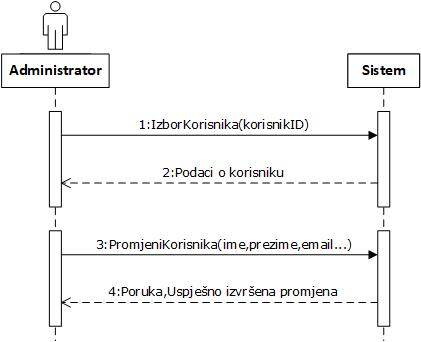 Administrator
Sistem
1:IzborKorisnika(korisnikID)
2:Podaci o korisniku
3:PromjeniKorisnika(ime,prezime,email...)
4:Poruka,Uspješno izvršena promjena